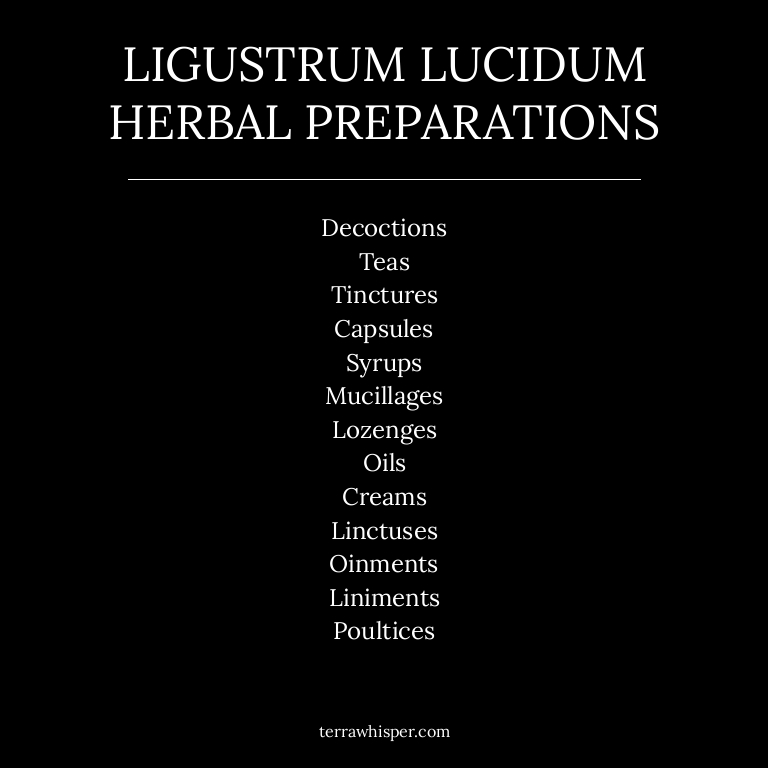 LIGUSTRUM LUCIDUM
HERBAL PREPARATIONS
Decoctions
Teas
Tinctures
Capsules
Syrups
Mucillages
Lozenges
Oils
Creams
Linctuses
Oinments
Liniments
Poultices
terrawhisper.com